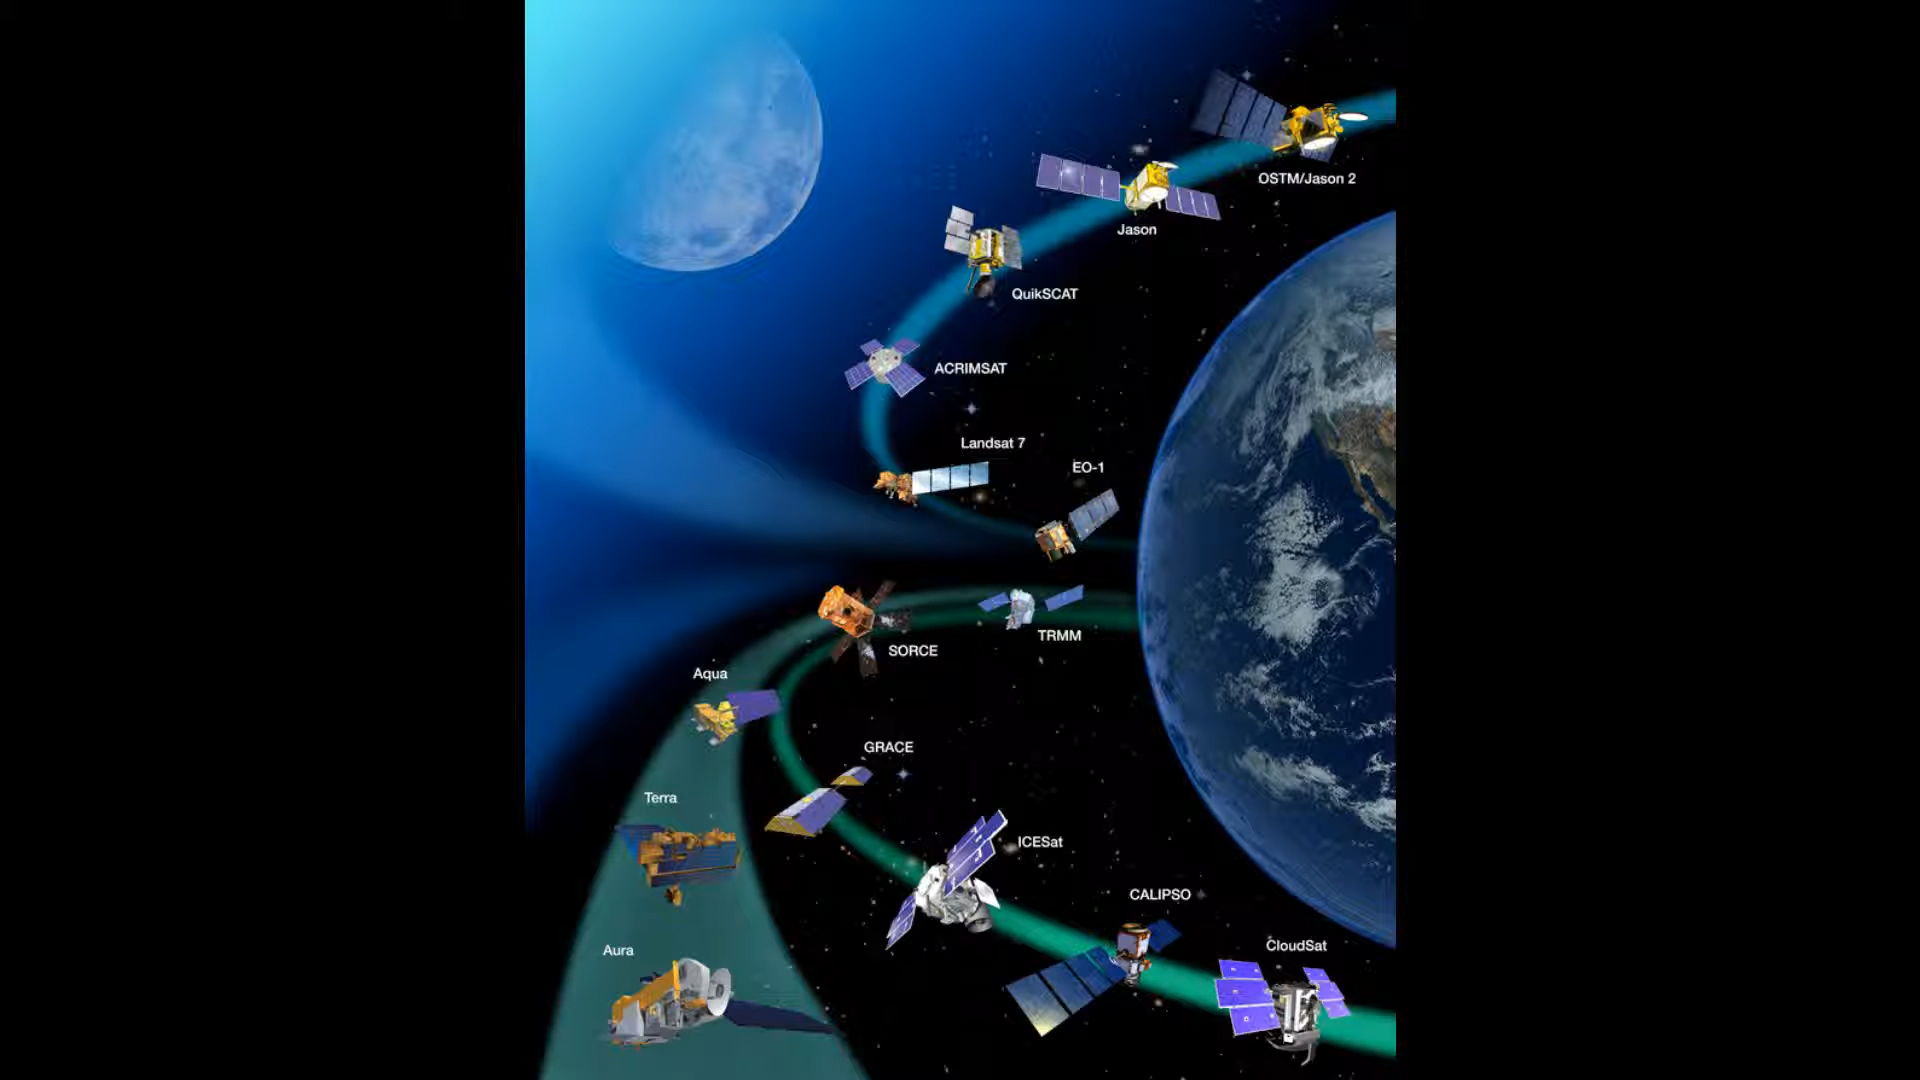 OSTM/Jason 2
Jason
QuikSCAT
ACRIMSAT
Landsat 7
EO-1
TRMM
SORCE
Aqua
GRACE
Terra
ICESat
CALIPSO
CloudSat
Aura